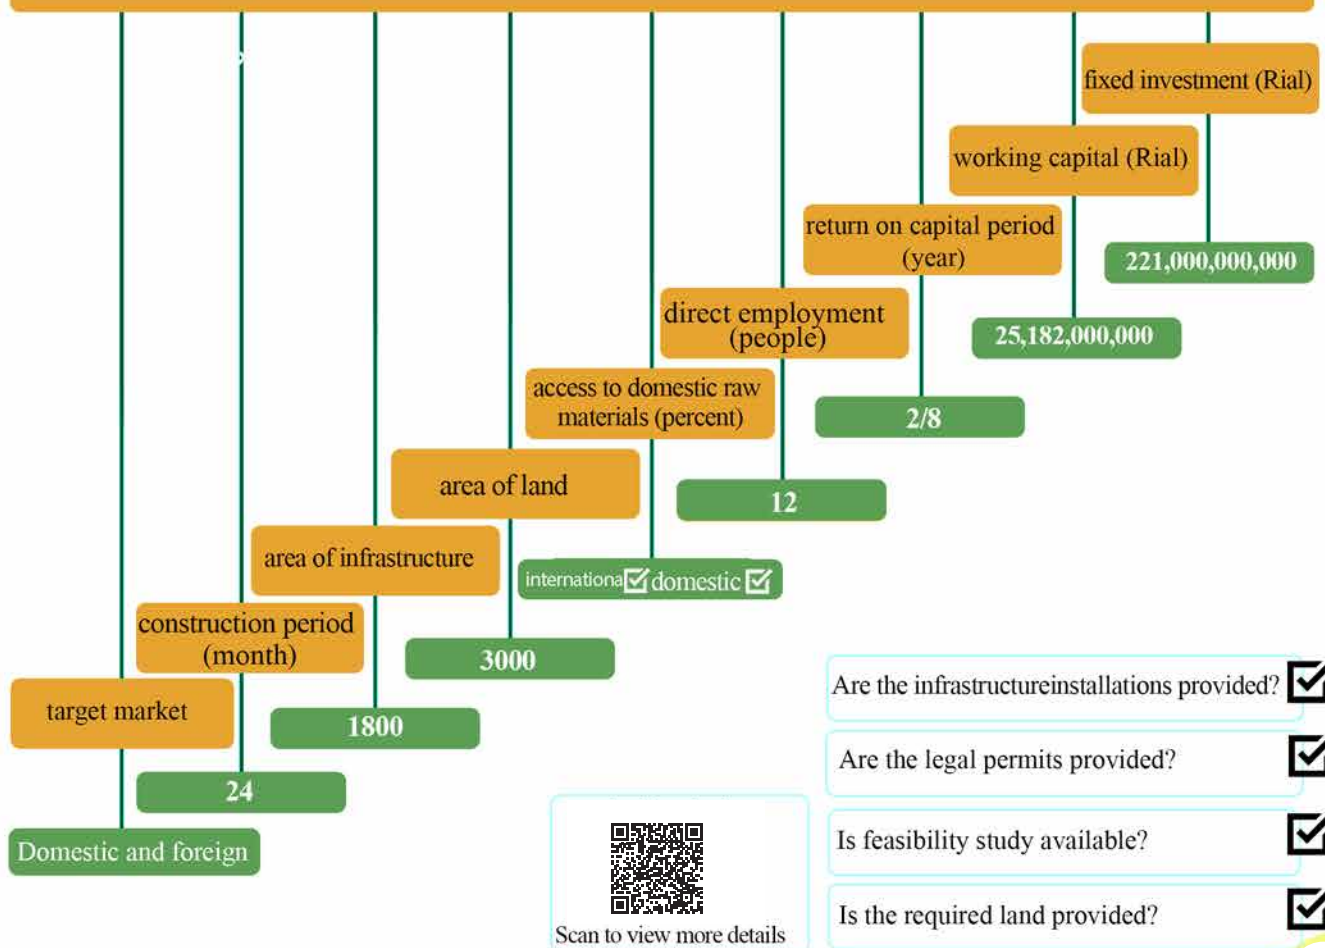 fixed investment (Rial)
221,000,000,000
working capital (Rial)
25,182,000,000
return on capital period
(year)
2/8
direct employment
(people)
12
access to domestic raw
materials (percent)
internationa domestic
area of land
3000
area of infrastructure
1800
construction period
(month)
24
target market
Domestic and foreign
Are the infrastructureinstallations provided?
Are the legal permits provided?
Is feasibility study available?
Is the required land provided?
Scan to view more details